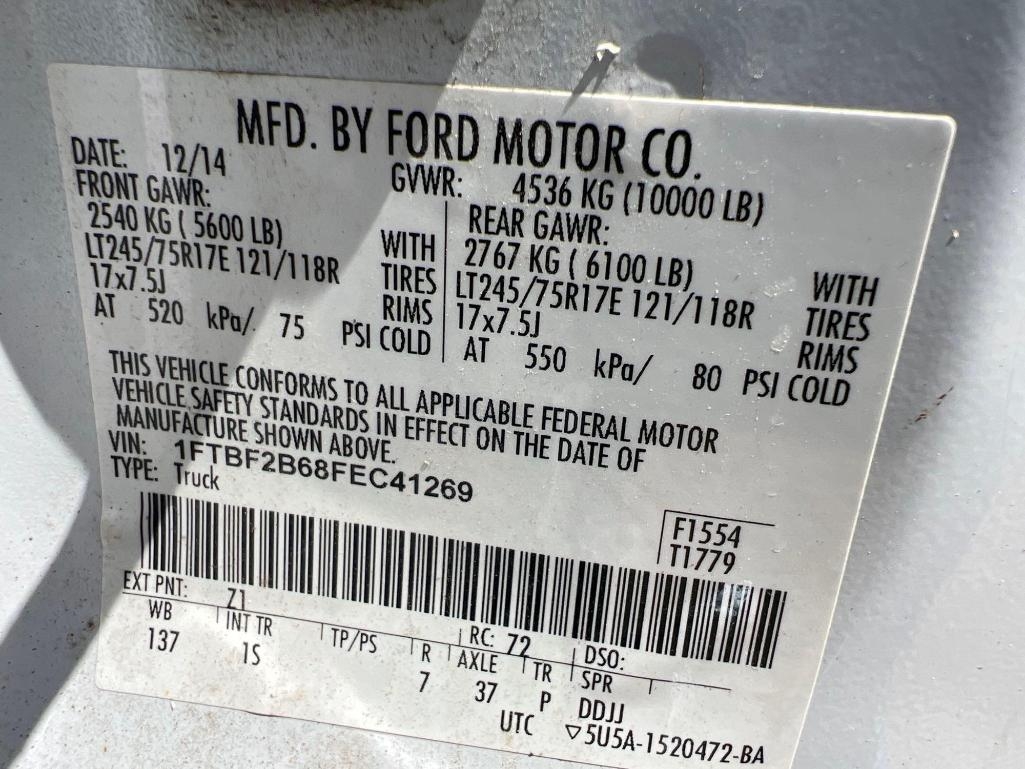 MFD. BY FORD MOTOR CO.
DATE: 12/14 GVWR: 4536 KG (10000 LB)
FRONT GAWR: REAR GAWR:
2540 KG ( 5600 LB) WITH 2767 KG ( 6100 LB) WITH
LT245/75R17E 121/118R TIRES LT245/75R17E 121/118R TIRES
17x7.5J RIMS 17x7.5J RIMS
AT 520 kPa/ 75 PSI COLD AT 550 kPa/ 80 PSI COLD
THIS VEHICLE CONFORMS TO ALL APPLICABLE FEDERAL MOTOR
VEHICLE SAFETY STANDARDS IN EFFECT ON THE DATE OF
MANUFACTURE SHOWN ABOVE.
VIN: 1FTBF2B68FEC41269
TYPE: Truck
F1554
T1779
EXT PNT: Z1 RC: 72 DSO:
WB INT TR TP/PS R AXLE TR SPR
137 1S 7 37 P DDJJ
UTC ▽5U5A-1520472-BA